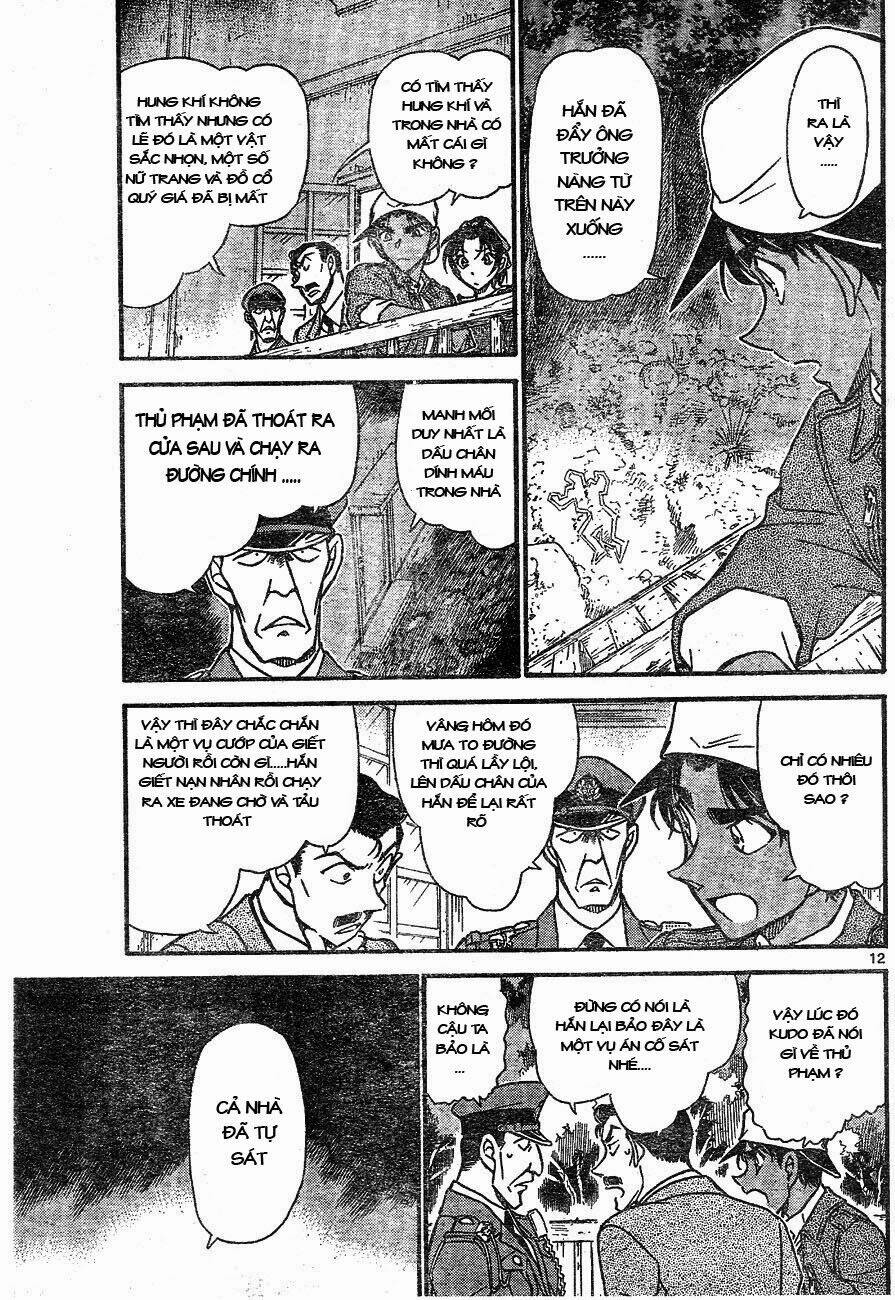 THÌ
RA LÀ
VẬY
.....
HẮN ĐÃ
ĐẨY ÔNG
TRƯỞNG
NÀNG TỪ
TRÊN NÀY
XUỐNG
......
CÓ TÌM THẤY
HUNG KHÍ VÀ
TRONG NHÀ CÓ
MẤT CÁI GÌ
KHÔNG ?
HUNG KHÍ KHÔNG
TÌM THẤY NHƯNG CÓ
LẼ ĐÓ LÀ MỘT VẬT
SẮC NHỌN, MỘT SỐ
NỮ TRANG VÀ ĐỒ CỔ
QUÝ GIÁ ĐÃ BỊ MẤT
MANH MỐI
DUY NHẤT LÀ
DẤU CHÂN
DÍNH MÁU
TRONG NHÀ
THỦ PHẠM ĐÃ THOÁT RA
CỬA SAU VÀ CHẠY RA
ĐƯỜNG CHÍNH .....
CHỈ CÓ NHIÊU
ĐÓ THÔI
SAO ?
VÂNG HÔM ĐÓ
MƯA TO ĐƯỜNG
THÌ QUÁ LẦY LỘI,
LÊN DẤU CHÂN CỦA
HẮN ĐỂ LẠI RẤT
RÕ
VẬY THÌ ĐÂY CHẮC CHẮN
LÀ MỘT VỤ CƯỚP CỦA GIẾT
NGƯỜI RỒI CÒN GÌ.....HẮN
GIẾT NẠN NHÂN RỒI CHẠY
RA XE ĐANG CHỜ VÀ TẨU
THOÁT
12
VẬY LÚC ĐÓ
KUDO ĐÃ NÓI
GÌ VỀ THỦ
PHẠM ?
ĐỪNG CÓ NÓI LÀ
HẮN LẠI BẢO ĐÂY LÀ
MỘT VỤ ÁN CỐ SÁT
NHÉ....
KHÔNG
CẬU TA
BẢO LÀ
...
CẢ NHÀ
ĐÃ TỰ
SÁT